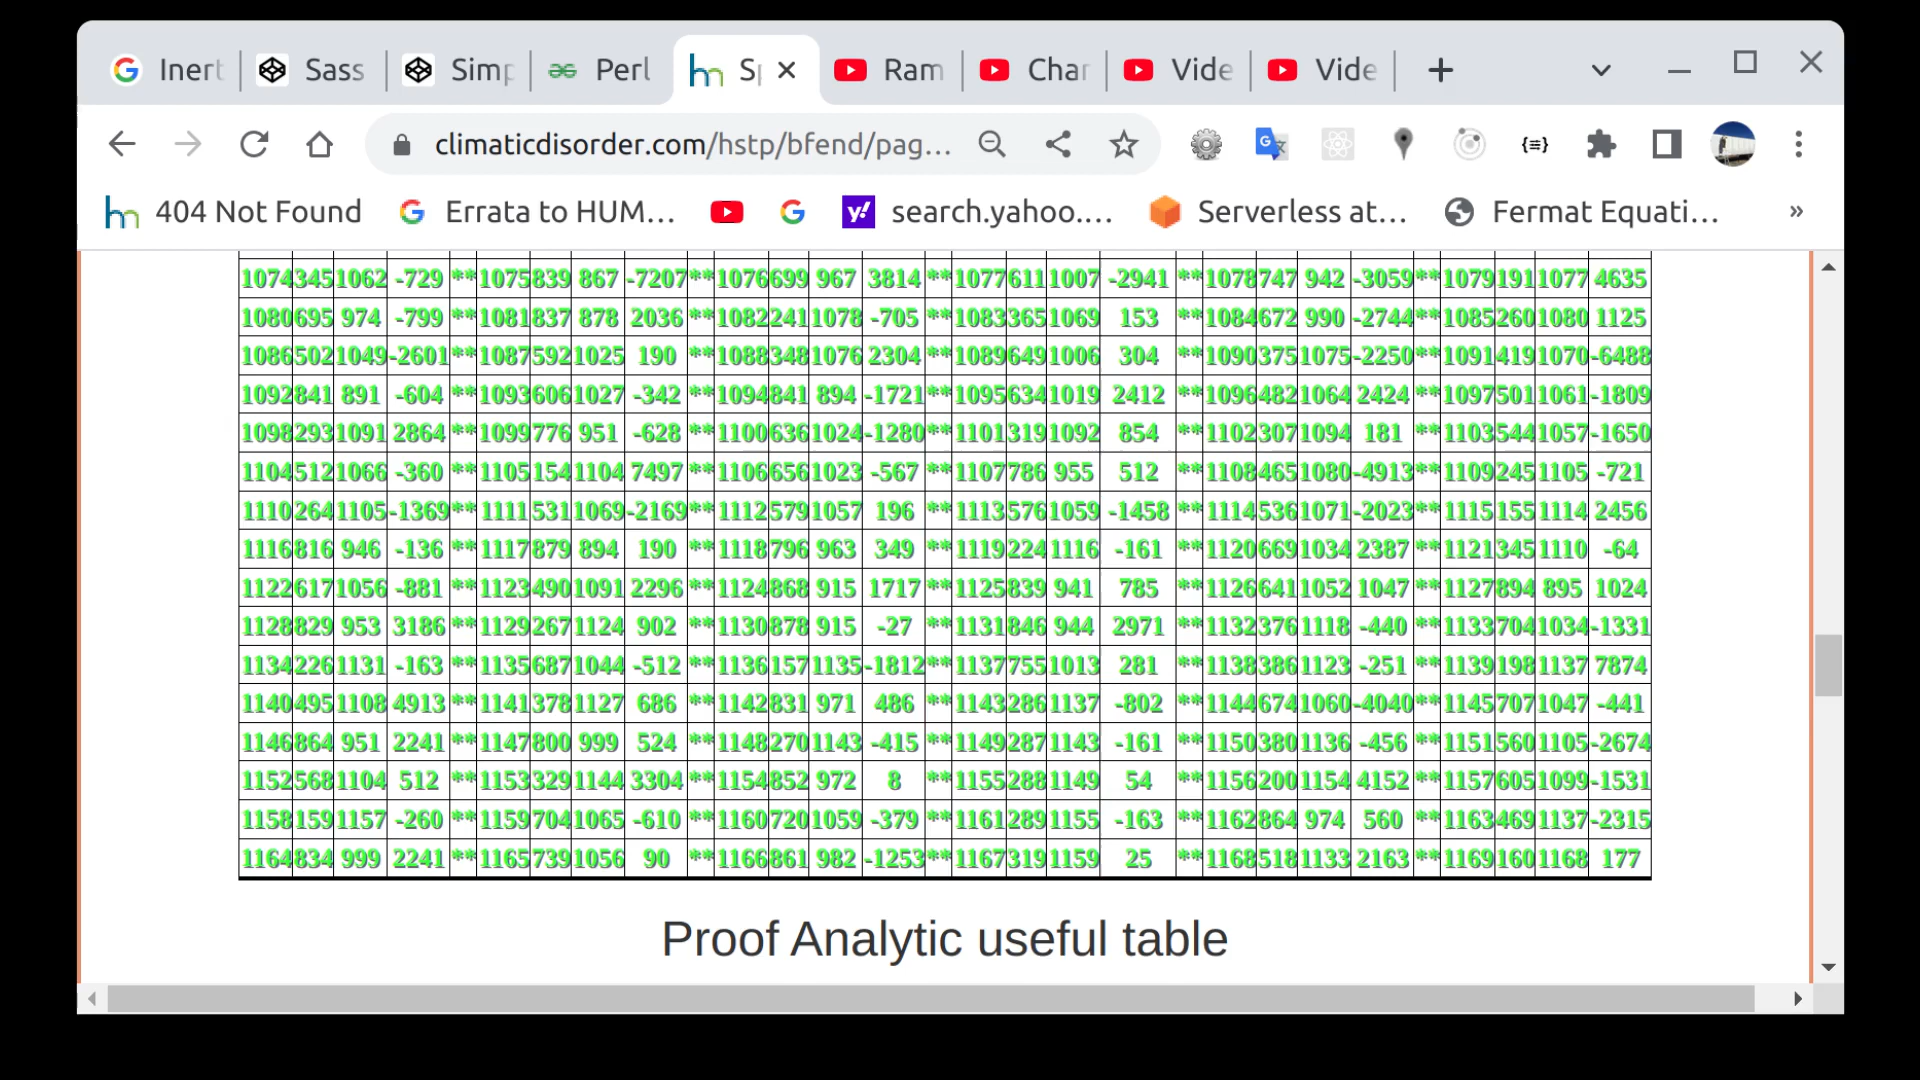 Inert Sass Simp Perl Sp Ram Char Vide Vide
climaticdisorder.com/hstp/bfend/pag...
404 Not Found Errata to HUM... search.yahoo.... Serverless at... Fermat Equati... »
1074 345 1062 -729 ** 1075 839 867 -7207 ** 1076 699 967 3814 ** 1077 611 1007 -2941 ** 1078 747 942 -3059 ** 1079 191 1077 4635
1080 695 974 -799 ** 1081 837 878 2036 ** 1082 241 1078 -705 ** 1083 365 1069 153 ** 1084 672 990 -2744 ** 1085 260 1080 1125
1086 502 1049 -2601 ** 1087 592 1025 190 ** 1088 348 1076 2304 ** 1089 649 1006 304 ** 1090 375 1075 -2250 ** 1091 419 1070 -6488
1092 841 891 -604 ** 1093 606 1027 -342 ** 1094 841 894 -1721 ** 1095 634 1019 2412 ** 1096 482 1064 2424 ** 1097 501 1061 -1809
1098 293 1091 2864 ** 1099 776 951 -628 ** 1100 636 1024 -1280 ** 1101 319 1092 854 ** 1102 307 1094 181 ** 1103 544 1057 -1650
1104 512 1066 -360 ** 1105 154 1104 7497 ** 1106 656 1023 -567 ** 1107 786 955 512 ** 1108 465 1080 -4913 ** 1109 245 1105 -721
1110 264 1105 -1369 ** 1111 531 1069 -2169 ** 1112 579 1057 196 ** 1113 576 1059 -1458 ** 1114 536 1071 -2023 ** 1115 155 1114 2456
1116 816 946 -136 ** 1117 879 894 190 ** 1118 796 963 349 ** 1119 224 1116 -161 ** 1120 669 1034 2387 ** 1121 345 1110 -64
1122 617 1056 -881 ** 1123 490 1091 2296 ** 1124 868 915 1717 ** 1125 839 941 785 ** 1126 641 1052 1047 ** 1127 894 895 1024
1128 829 953 3186 ** 1129 267 1124 902 ** 1130 878 915 -27 ** 1131 846 944 2971 ** 1132 376 1118 -440 ** 1133 704 1034 -1331
1134 226 1131 -163 ** 1135 687 1044 -512 ** 1136 157 1135 -1812 ** 1137 755 1013 281 ** 1138 386 1123 -251 ** 1139 198 1137 7874
1140 495 1108 4913 ** 1141 378 1127 686 ** 1142 831 971 486 ** 1143 286 1137 -802 ** 1144 674 1060 -4040 ** 1145 707 1047 -441
1146 864 951 2241 ** 1147 800 999 524 ** 1148 270 1143 -415 ** 1149 287 1143 -161 ** 1150 380 1136 -456 ** 1151 560 1105 -2674
1152 568 1104 512 ** 1153 329 1144 3304 ** 1154 852 972 8 ** 1155 288 1149 54 ** 1156 200 1154 4152 ** 1157 605 1099 -1531
1158 159 1157 -260 ** 1159 704 1065 -610 ** 1160 720 1059 -379 ** 1161 289 1155 -163 ** 1162 864 974 560 ** 1163 469 1137 -2315
1164 834 999 2241 ** 1165 739 1056 90 ** 1166 861 982 -1253 ** 1167 319 1159 25 ** 1168 518 1133 2163 ** 1169 160 1168 177
Proof Analytic useful table